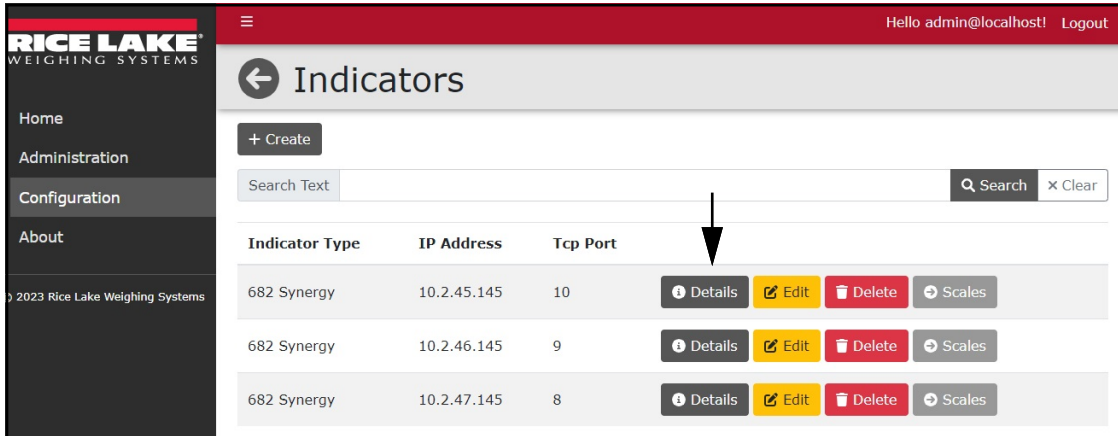 RICE LAKE®
WEIGHING SYSTEMS
Home
Administration
Configuration
About
© 2023 Rice Lake Weighing Systems
Hello admin@localhost! Logout
Indicators
+ Create
Search Text Search × Clear
Indicator Type IP Address Tcp Port
682 Synergy 10.2.45.145 10 Details Edit Delete Scales
682 Synergy 10.2.46.145 9 Details Edit Delete Scales
682 Synergy 10.2.47.145 8 Details Edit Delete Scales